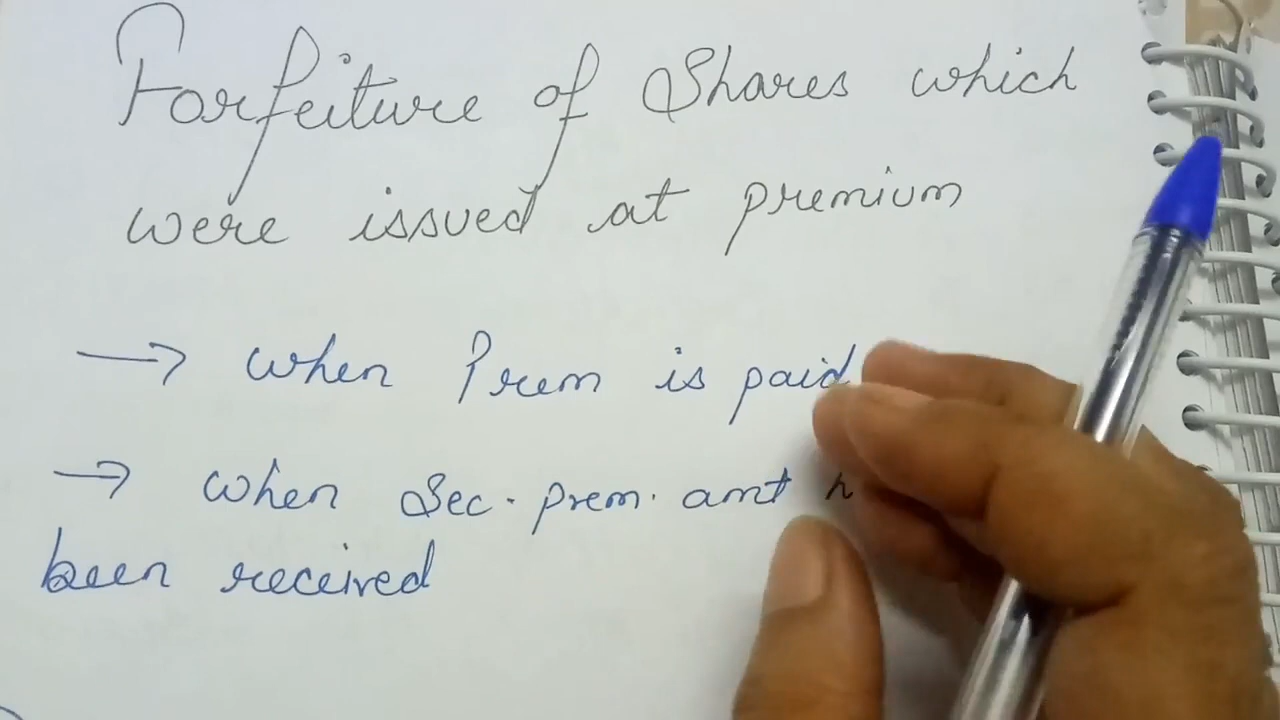 Forfeiture of Shares which
were issued at premium
→ when Prem is paid
→ when Sec. prem. amt
been received